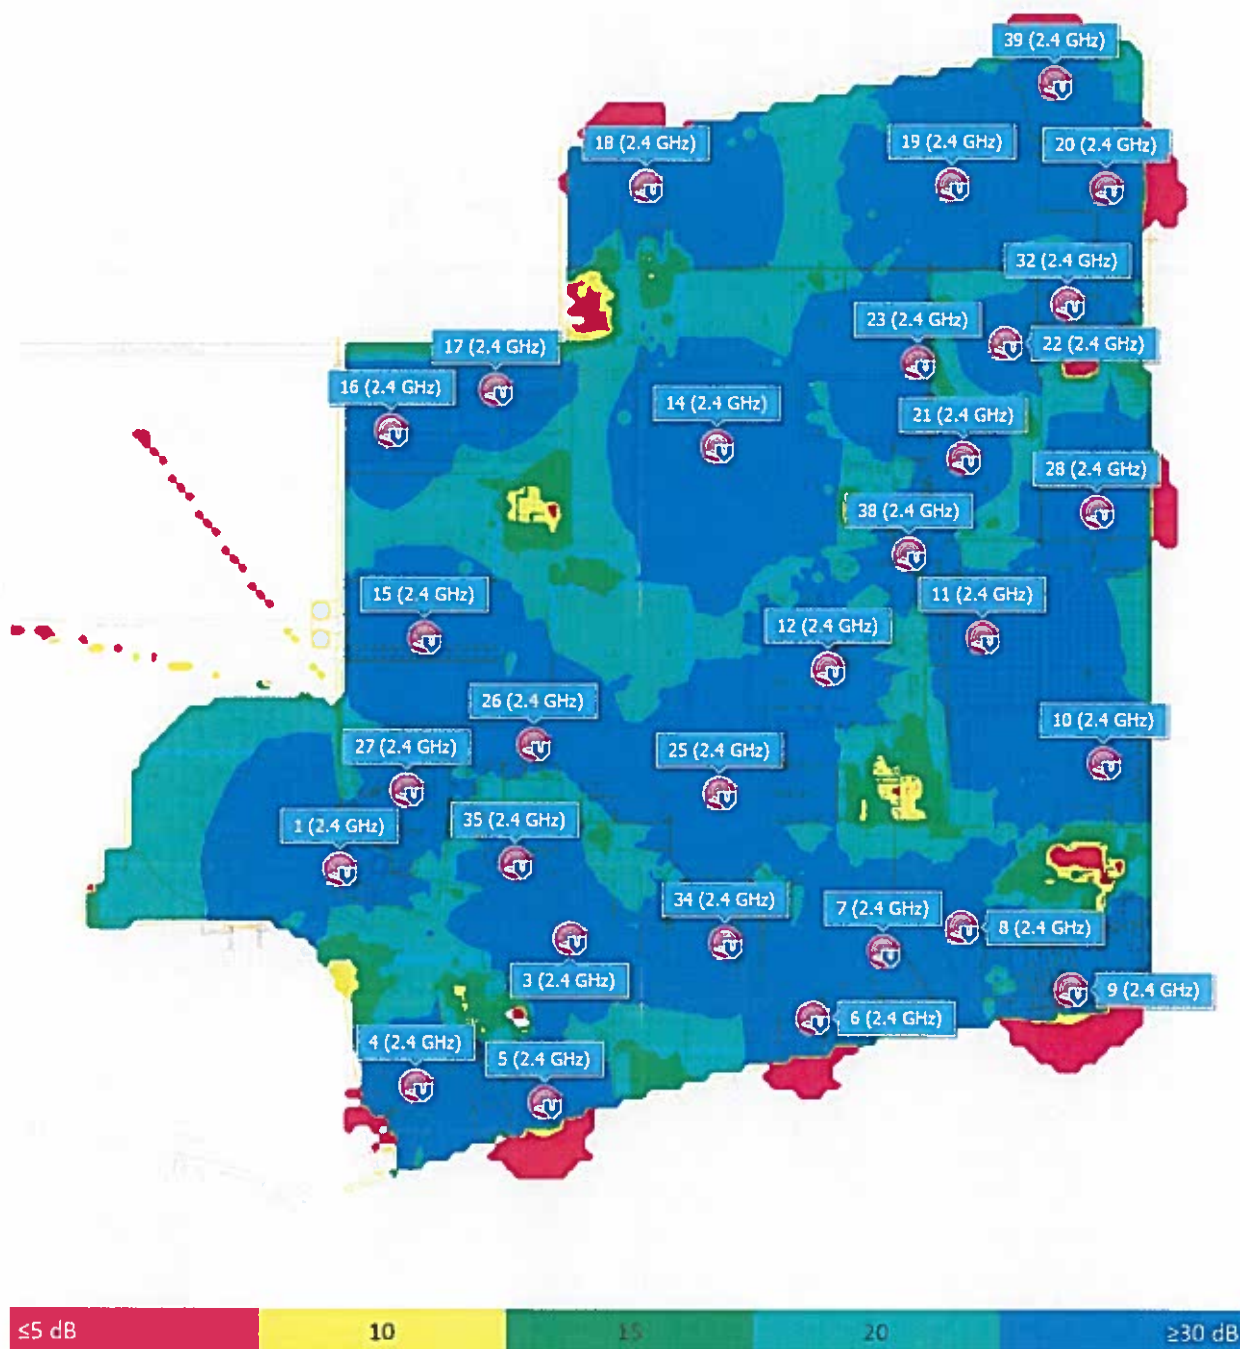 39 (2.4 GHz)
18 (2.4 GHz)
19 (2.4 GHz)
20 (2.4 GHz)
32 (2.4 GHz)
23 (2.4 GHz)
22 (2.4 GHz)
17 (2.4 GHz)
16 (2.4 GHz)
14 (2.4 GHz)
21 (2.4 GHz)
28 (2.4 GHz)
38 (2.4 GHz)
15 (2.4 GHz)
11 (2.4 GHz)
12 (2.4 GHz)
26 (2.4 GHz)
10 (2.4 GHz)
27 (2.4 GHz)
25 (2.4 GHz)
1 (2.4 GHz)
35 (2.4 GHz)
34 (2.4 GHz)
7 (2.4 GHz)
8 (2.4 GHz)
3 (2.4 GHz)
9 (2.4 GHz)
6 (2.4 GHz)
4 (2.4 GHz)
5 (2.4 GHz)
≤5 dB 10 15 20 ≥30 dB